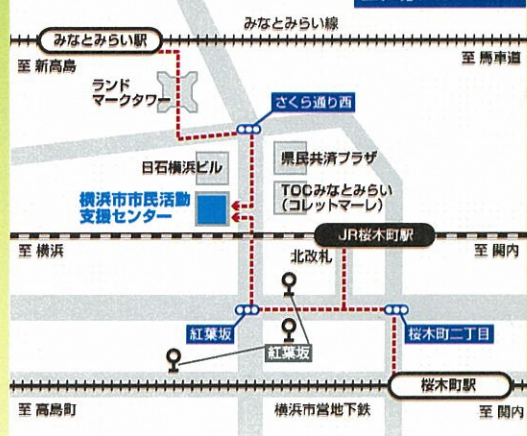 みなとみらい線
みなとみらい駅
至 新高島
至 馬車道
ランド
マークタワー
さくら通り西
日石横浜ビル
県民共済プラザ
TOCみなとみらい
（コレットマーレ）
横浜市市民活動
支援センター
JR桜木町駅
至 横浜
北改札
至 関内
紅葉坂
紅葉坂
桜木町二丁目
桜木町駅
至 高島町
横浜市営地下鉄
至 関内